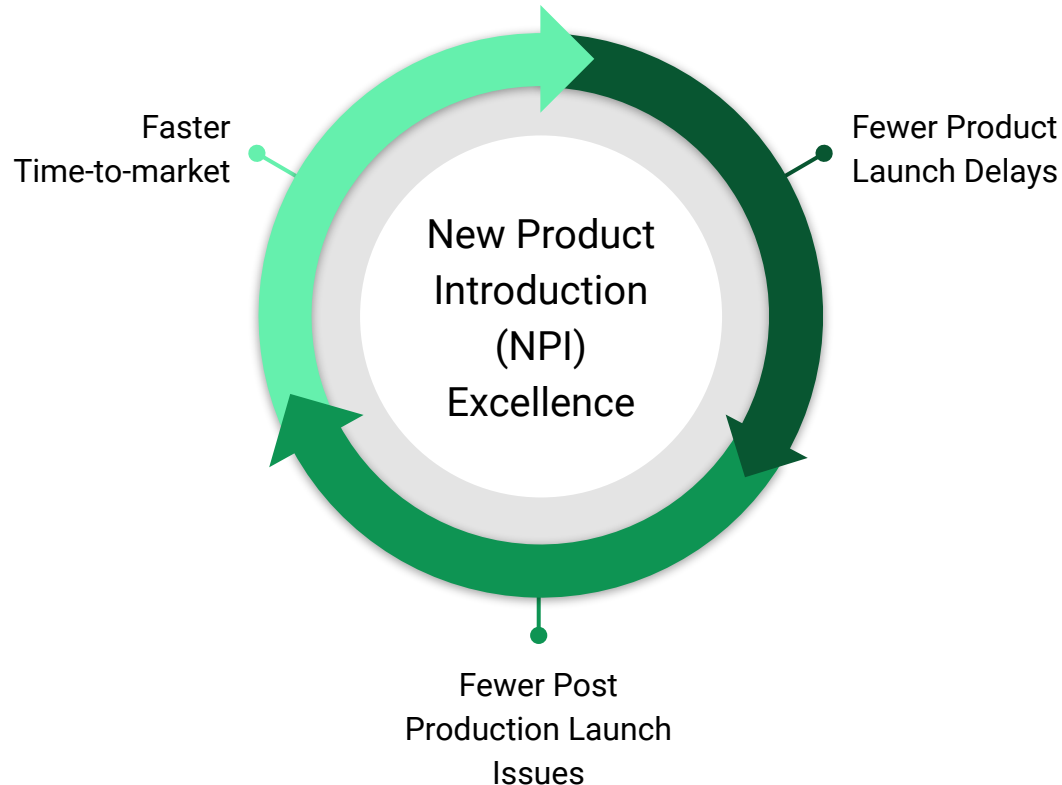 Faster
Time-to-market
Fewer Product
Launch Delays
New Product
Introduction
(NPI)
Excellence
Fewer Post
Production Launch
Issues